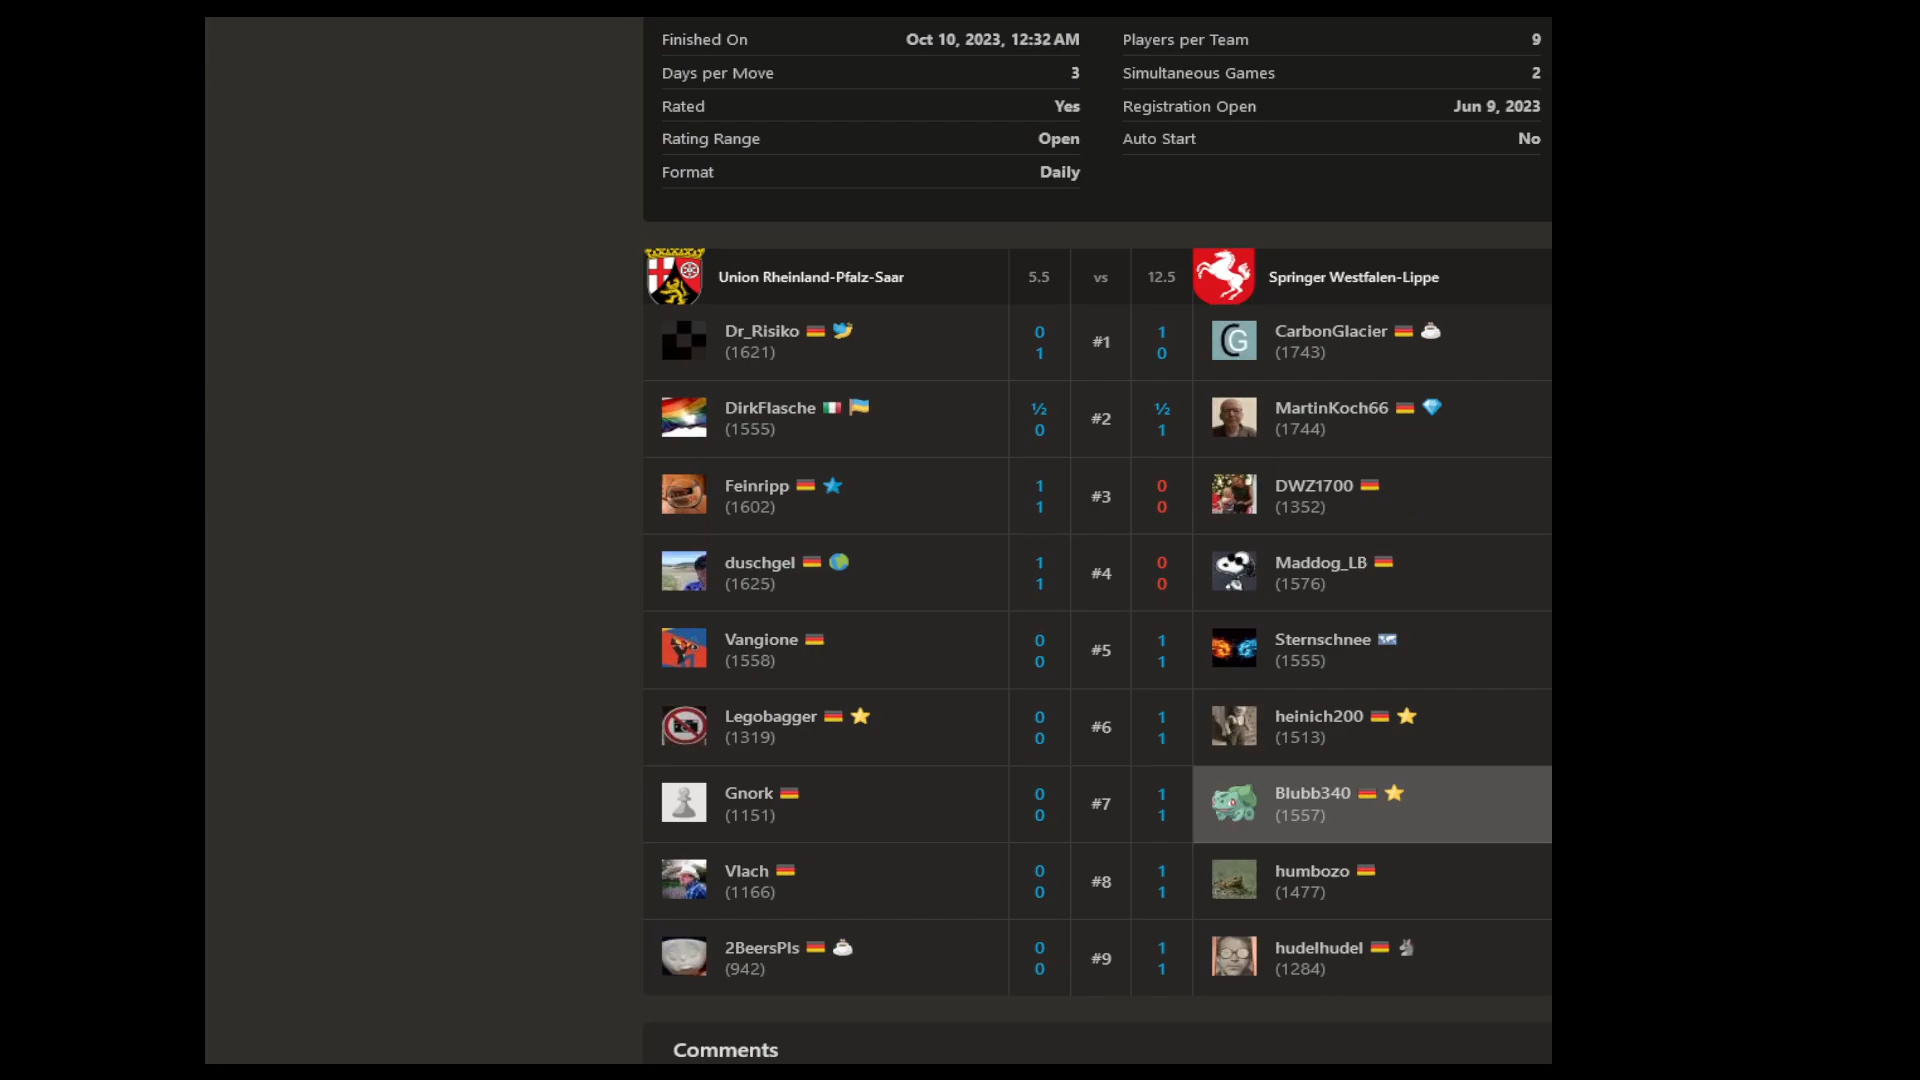 Finished On Oct 10, 2023, 12:32 AM Players per Team 9
Days per Move 3 Simultaneous Games 2
Rated Yes Registration Open Jun 9, 2023
Rating Range Open Auto Start No
Format Daily
Union Rheinland-Pfalz-Saar 5.5 vs 12.5 Springer Westfalen-Lippe
Dr_Risiko 0 #1 1 CarbonGlacier
(1621) 1 0 (1743)
DirkFlasche ½ #2 ½ MartinKoch66
(1555) 0 1 (1744)
Feinripp 1 #3 0 DWZ1700
(1602) 1 0 (1352)
duschgel 1 #4 0 Maddog_LB
(1625) 1 0 (1576)
Vangione 0 #5 1 Sternschnee
(1558) 0 1 (1555)
Legobagger 0 #6 1 heinich200
(1319) 0 1 (1513)
Gnork 0 #7 1 Blubb340
(1151) 0 1 (1557)
Vlach 0 #8 1 humbozo
(1166) 0 1 (1477)
2BeersPls 0 #9 1 hudelhudel
(942) 0 1 (1284)
Comments